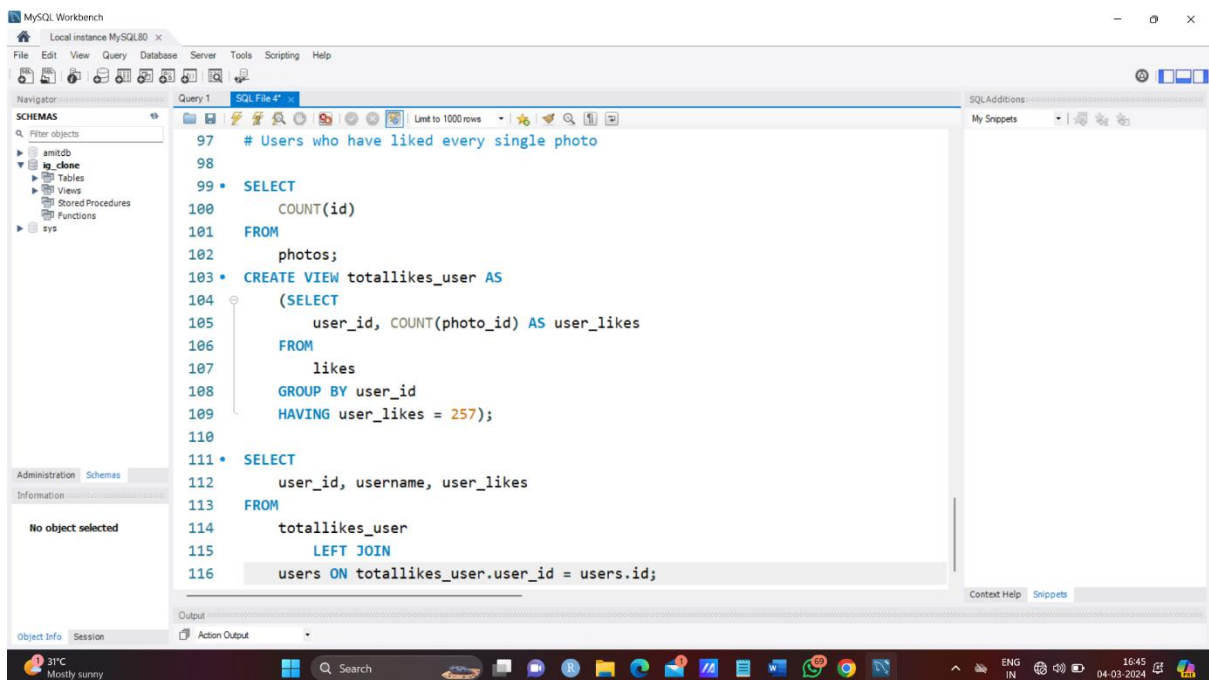 MySQL Workbench
Local instance MySQL80
File Edit View Query Database Server Tools Scripting Help
Navigator
SCHEMAS
Filter objects
amitdb
ig_clone
Tables
Views
Stored Procedures
Functions
sys
Administration Schemas
Information
No object selected
Object Info Session
Query 1 SQL File 4*
Limit to 1000 rows
97 # Users who have liked every single photo
98
99 SELECT
100 COUNT(id)
101 FROM
102 photos;
103 CREATE VIEW totallikes_user AS
104 (SELECT
105 user_id, COUNT(photo_id) AS user_likes
106 FROM
107 likes
108 GROUP BY user_id
109 HAVING user_likes = 257);
110
111 SELECT
112 user_id, username, user_likes
113 FROM
114 totallikes_user
115 LEFT JOIN
116 users ON totallikes_user.user_id = users.id;
Output
Action Output
SQLAdditions
My Snippets
Context Help Snippets
1
31°C
Mostly sunny
Search
69
ENG
IN
16:45
04-03-2024